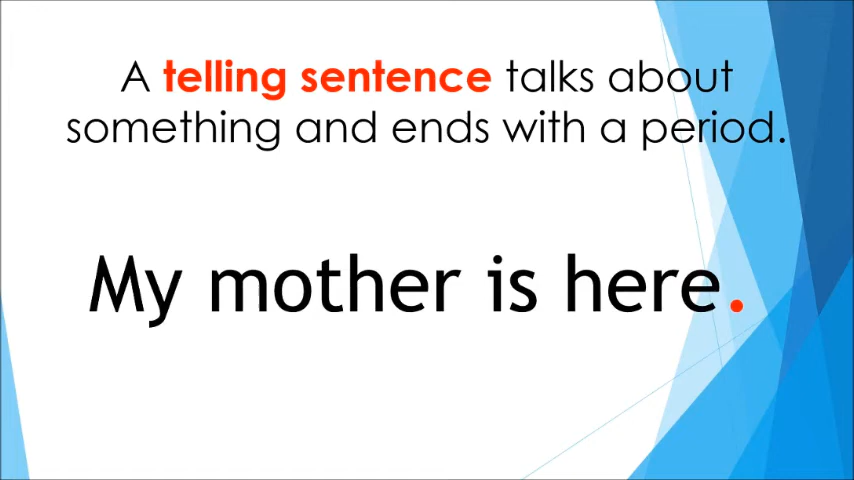 A telling sentence talks about
something and ends with a period.
My mother is here.